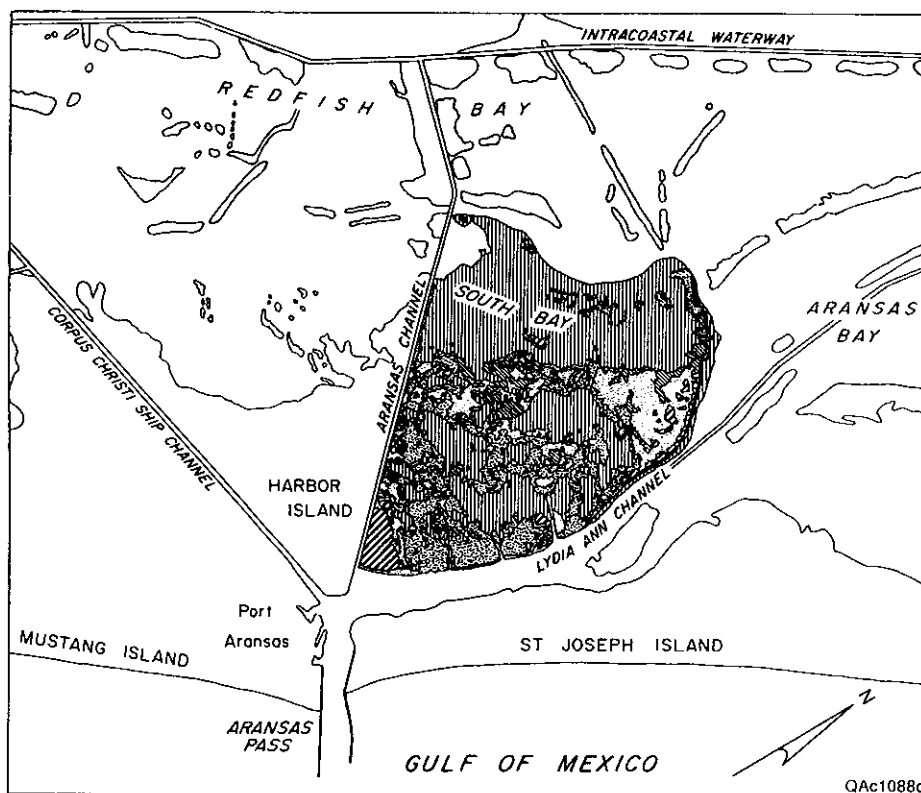 INTRACOASTAL WATERWAY
REDFISH BAY
SOUTH BAY
ARANSAS CHANNEL
ARANSAS
BAY
CORPUS CHRISTI SHIP CHANNEL
HARBOR
ISLAND
LYDIA ANN CHANNEL
Port
Aransas
MUSTANG ISLAND
ST JOSEPH ISLAND
ARANSAS
PASS
N
GULF OF MEXICO
QAc1088c